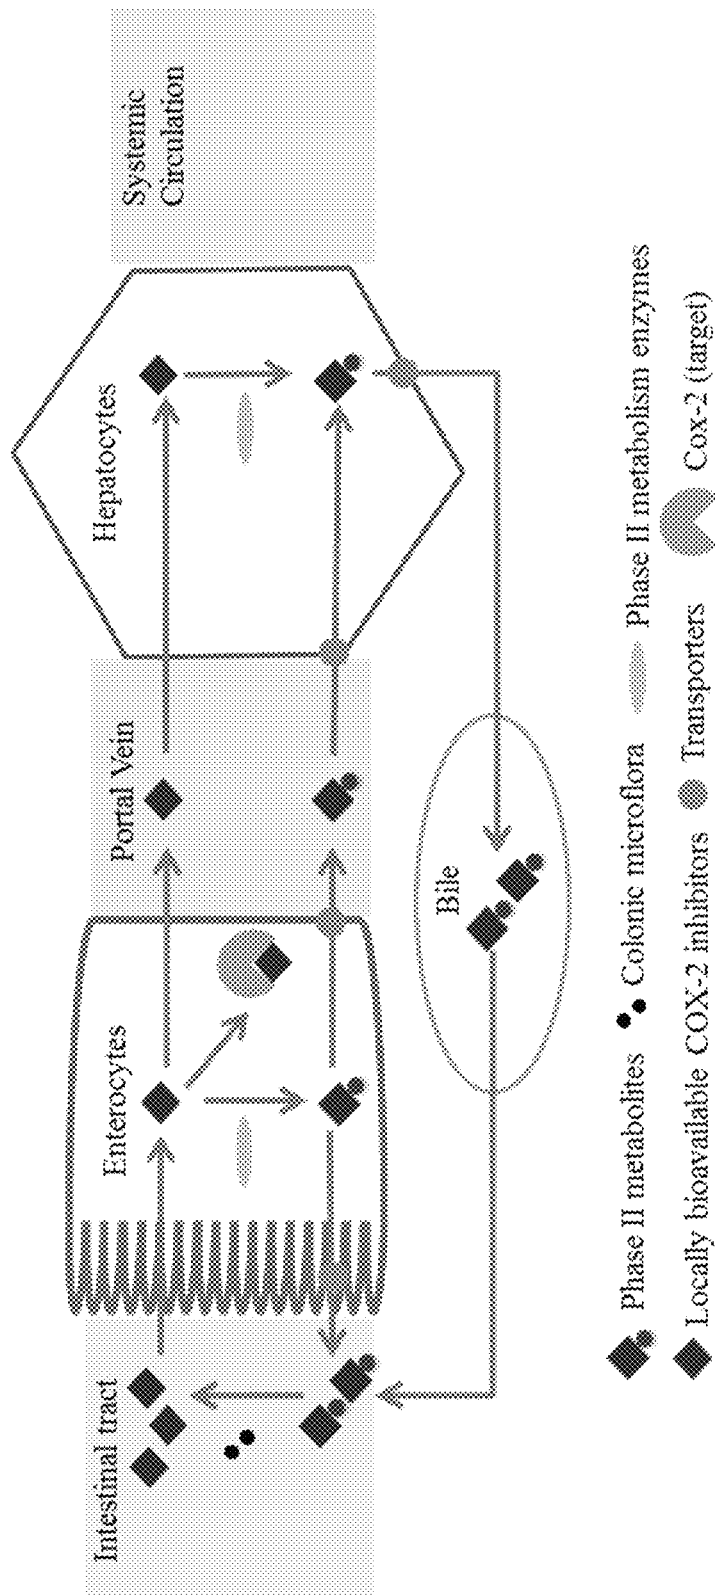 Intestinal tract
Enterocytes
Portal Vein
Hepatocytes
Systemic
Circulation
Bile
Phase II metabolites
Colonic microflora
Phase II metabolism enzymes
Locally bioavailable COX-2 inhibitors
Transporters
Cox-2 (target)